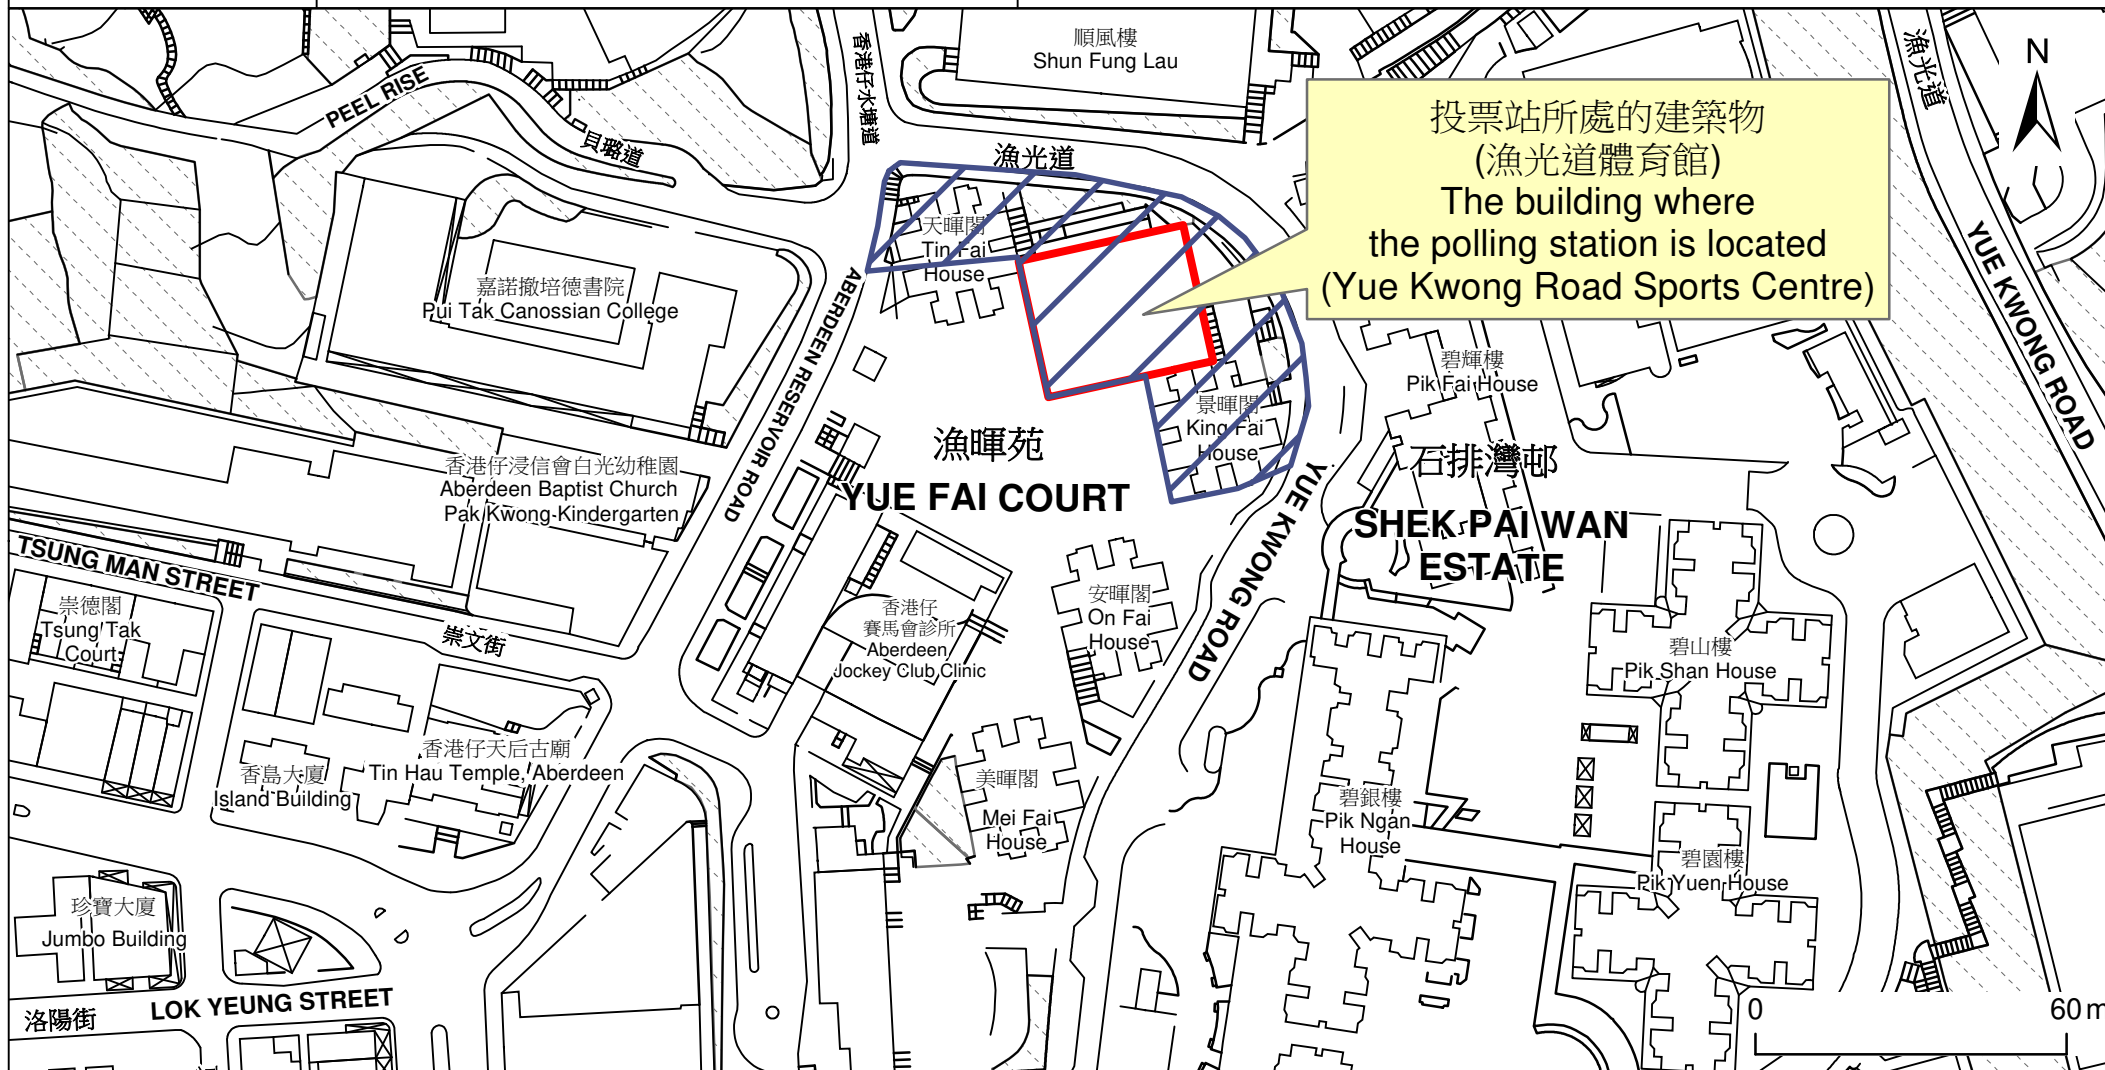 順風樓
Shun Fung Lau
香港仔水塘道
漁光道
N
PEEL RISE
貝璐道
漁光道
投票站所處的建築物
(漁光道體育館)
The building where
the polling station is located
(Yue Kwong Road Sports Centre)
YUE KWONG ROAD
天暉閣
Tin Fai
House
嘉諾撒培德書院
Pui Tak Canossian College
ABERDEEN RESERVOIR ROAD
碧輝樓
Pik Fai House
景暉閣
King Fai
House
漁暉苑
YUE FAI COURT
石排灣邨
SHEK PAI WAN
ESTATE
香港仔浸信會白光幼稚園
Aberdeen Baptist Church
Pak Kwong Kindergarten
YUE KWONG ROAD
TSUNG MAN STREET
崇文街
崇德閣
Tsung Tak
Court
香港仔
賽馬會診所
Aberdeen
Jockey Club Clinic
安暉閣
On Fai
House
碧山樓
Pik Shan House
香港仔天后古廟
Tin Hau Temple, Aberdeen
香島大廈
Island Building
美暉閣
Mei Fai
House
碧銀樓
Pik Ngan
House
碧園樓
Pik Yuen House
珍寶大廈
Jumbo Building
LOK YEUNG STREET
洛陽街
0 60 m